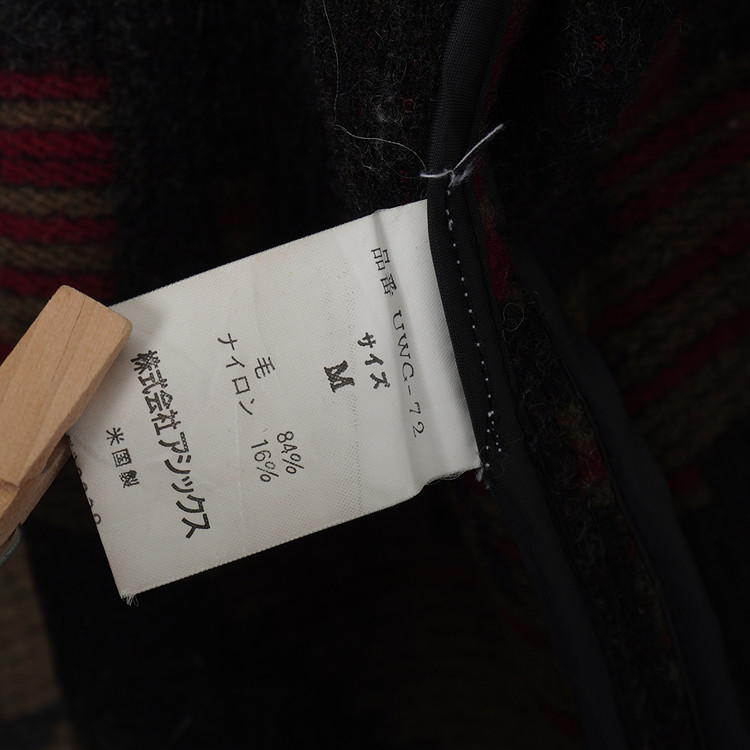 品番 UWG-72
サイズ
M
毛 84%
ナイロン 16%
株式会社アシックス
米国製